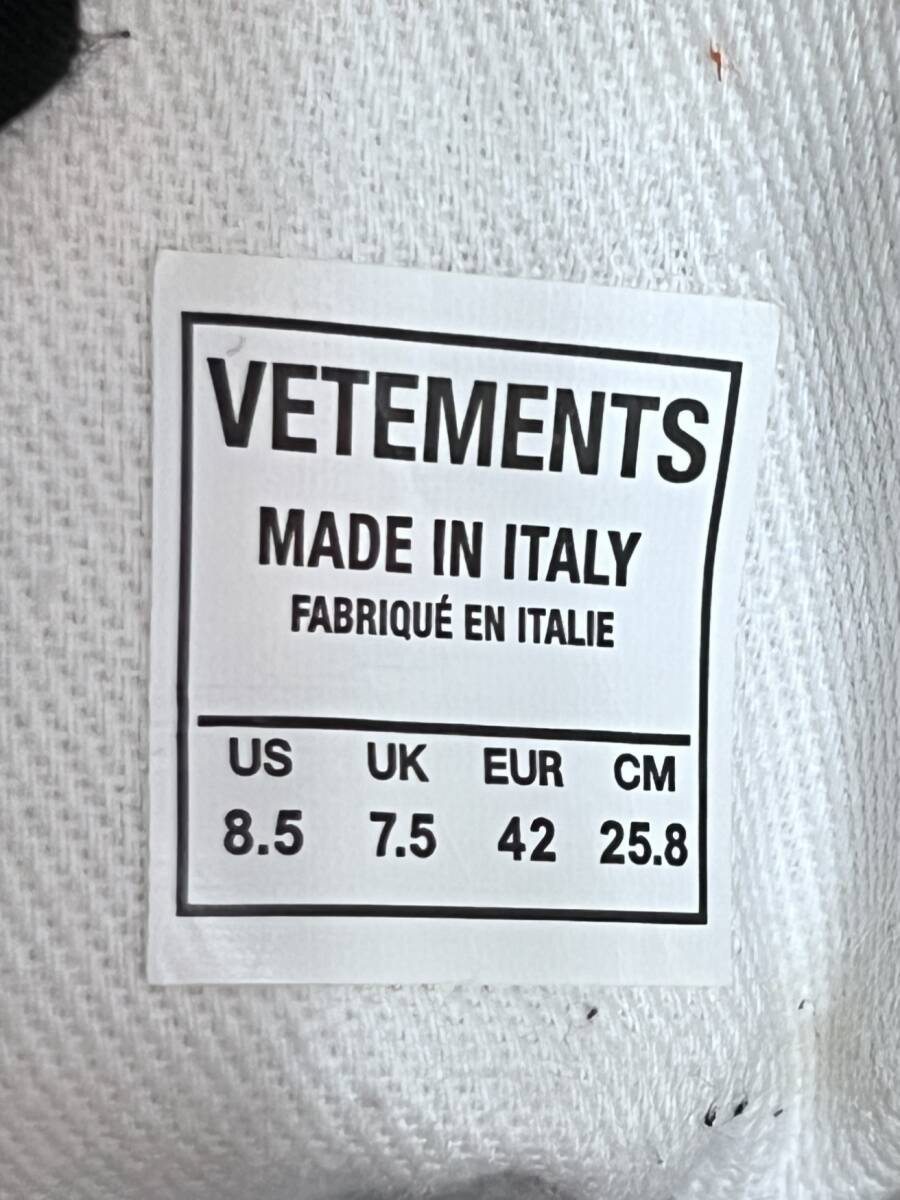 VETEMENTS
MADE IN ITALY
FABRIQUÉ EN ITALIE
US UK EUR CM
8.5 7.5 42 25.8